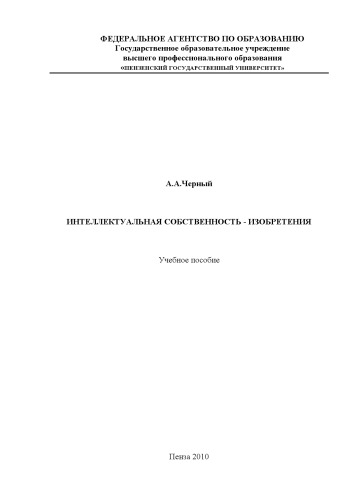 ФЕДЕРАЛЬНОЕ АГЕНТСТВО ПО ОБРАЗОВАНИЮ
Государственное образовательное учреждение
высшего профессионального образования
«ПЕНЗЕНСКИЙ ГОСУДАРСТВЕННЫЙ УНИВЕРСИТЕТ»
А.А.Черный
ИНТЕЛЛЕКТУАЛЬНАЯ СОБСТВЕННОСТЬ - ИЗОБРЕТЕНИЯ
Учебное пособие
Пенза 2010